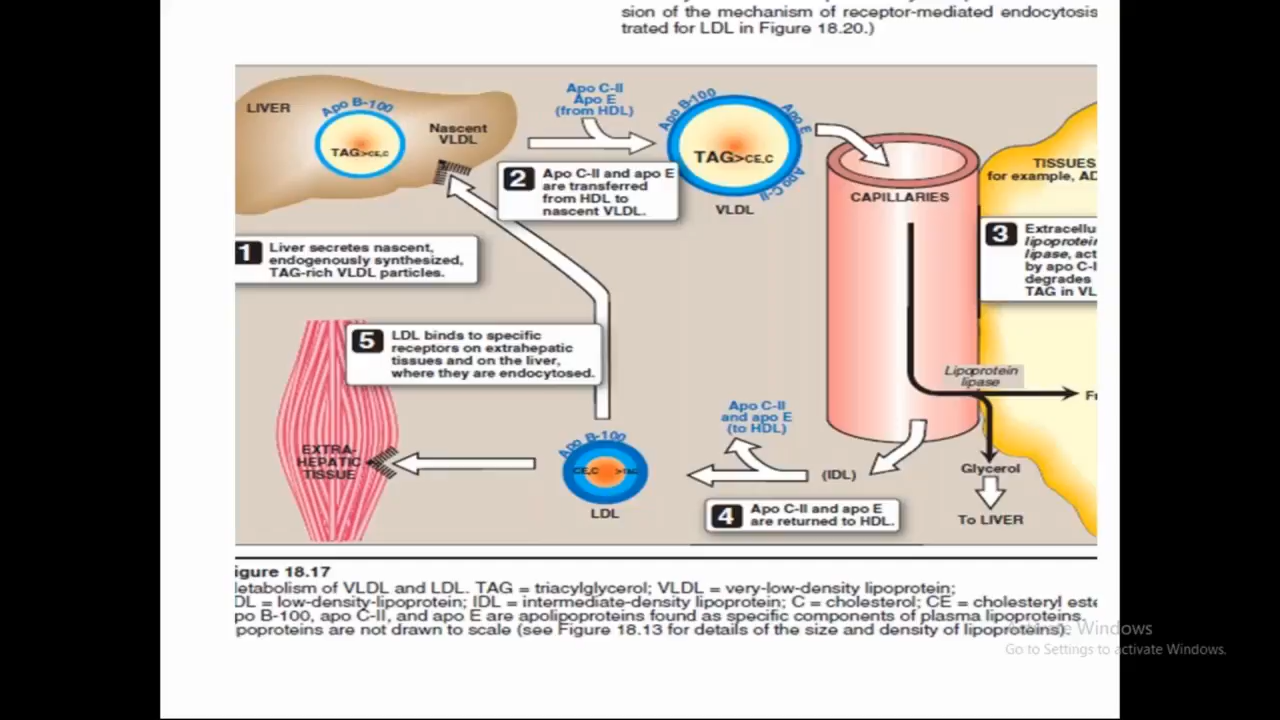 sion of the mechanism of receptor-mediated endocytosis
trated for LDL in Figure 18.20.)
LIVER
Apo B-100
TAG>CE,C
Nascent
VLDL
Apo C-II
Apo E
(from HDL)
2 Apo C-II and apo E
are transferred
from HDL to
nascent VLDL.
Apo B-100
Apo E
Apo C-II
TAG>CE,C
VLDL
CAPILLARIES
TISSUES
for example, AD
1 Liver secretes nascent,
endogenously synthesized,
TAG-rich VLDL particles.
3 Extracellu
lipoprotein
lipase, act
by apo C-I
degrades
TAG in VL
5 LDL binds to specific
receptors on extrahepatic
tissues and on the liver,
where they are endocytosed.
Lipoprotein
lipase
Fr
Apo C-II
and apo E
(to HDL)
EXTRA-
HEPATIC
TISSUE
Apo B-100
CE,C >TAG
LDL
(IDL)
Glycerol
To LIVER
4 Apo C-II and apo E
are returned to HDL.
igure 18.17
etabolism of VLDL and LDL. TAG = triacylglycerol; VLDL = very-low-density lipoprotein;
DL = low-density-lipoprotein; IDL = intermediate-density lipoprotein; C = cholesterol; CE = cholesteryl este
po B-100, apo C-II, and apo E are apolipoproteins found as specific components of plasma lipoproteins.
poproteins are not drawn to scale (see Figure 18.13 for details of the size and density of lipoproteins).
Activate Windows
Go to Settings to activate Windows.